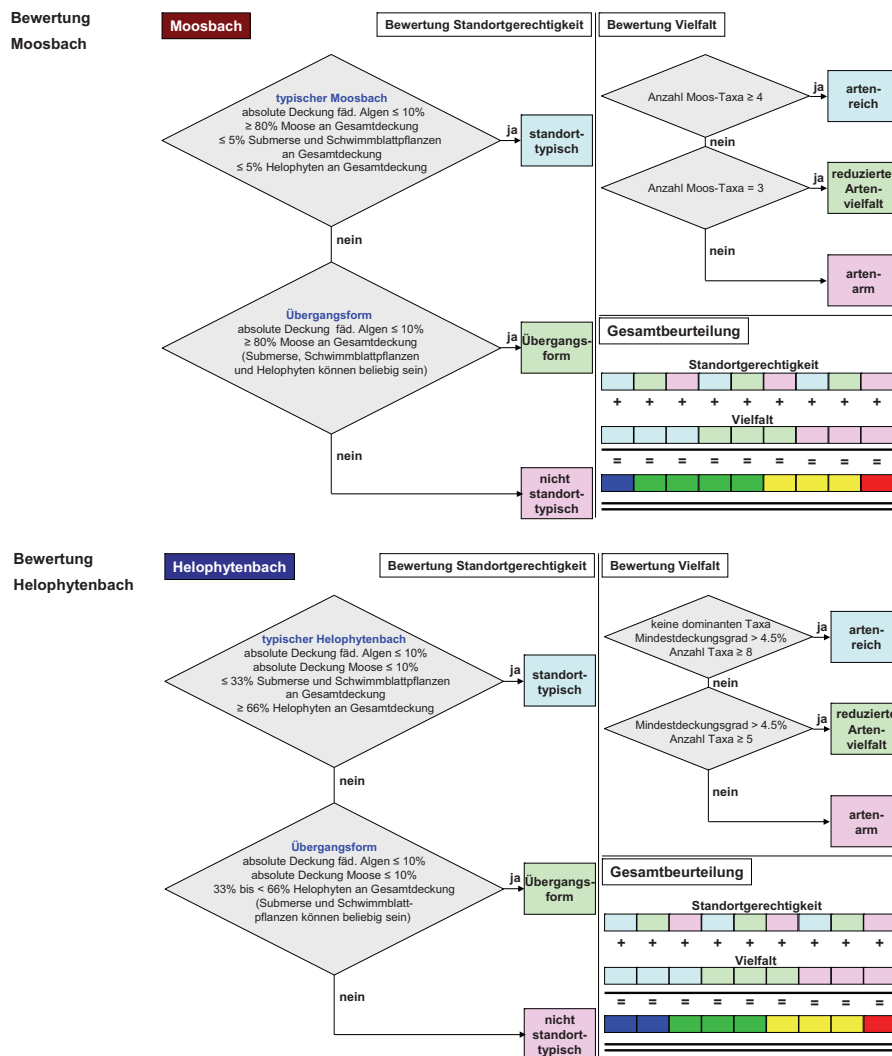 Bewertung
Moosbach
Moosbach
Bewertung Standortgerechtigkeit
typischer Moosbach
absolute Deckung fäd. Algen ≤ 10%
≥ 80% Moose an Gesamtdeckung
≤ 5% Submerse und Schwimmblattpflanzen
an Gesamtdeckung
≤ 5% Helophyten an Gesamtdeckung
ja
standort-
typisch
nein
Übergangsform
absolute Deckung fäd. Algen ≤ 10%
≥ 80% Moose an Gesamtdeckung
(Submerse, Schwimmblattpflanzen
und Helophyten können beliebig sein)
ja
Übergangs-
form
nein
nicht
standort-
typisch
Bewertung Vielfalt
Anzahl Moos-Taxa ≥ 4
ja
arten-
reich
nein
Anzahl Moos-Taxa = 3
ja
reduzierte
Arten-
vielfalt
nein
arten-
arm
Gesamtbeurteilung
Standortgerechtigkeit
+ + + + + + + + +
Vielfalt
= = = = = = = = =
Bewertung
Helophytenbach
Helophytenbach
Bewertung Standortgerechtigkeit
typischer Helophytenbach
absolute Deckung fäd. Algen ≤ 10%
absolute Deckung Moose ≤ 10%
≤ 33% Submerse und Schwimmblattpflanzen
an Gesamtdeckung
≥ 66% Helophyten an Gesamtdeckung
ja
standort-
typisch
nein
Übergangsform
absolute Deckung fäd. Algen ≤ 10%
absolute Deckung Moose ≤ 10%
33% bis < 66% Helophyten an Gesamtdeckung
(Submerse und Schwimmblatt-
pflanzen können beliebig sein)
ja
Übergangs-
form
nein
nicht
standort-
typisch
Bewertung Vielfalt
keine dominanten Taxa
Mindestdeckungsgrad > 4.5%
Anzahl Taxa ≥ 8
ja
arten-
reich
nein
Mindestdeckungsgrad > 4.5%
Anzahl Taxa ≥ 5
ja
reduzierte
Arten-
vielfalt
nein
arten-
arm
Gesamtbeurteilung
Standortgerechtigkeit
+ + + + + + + + +
Vielfalt
= = = = = = = = =